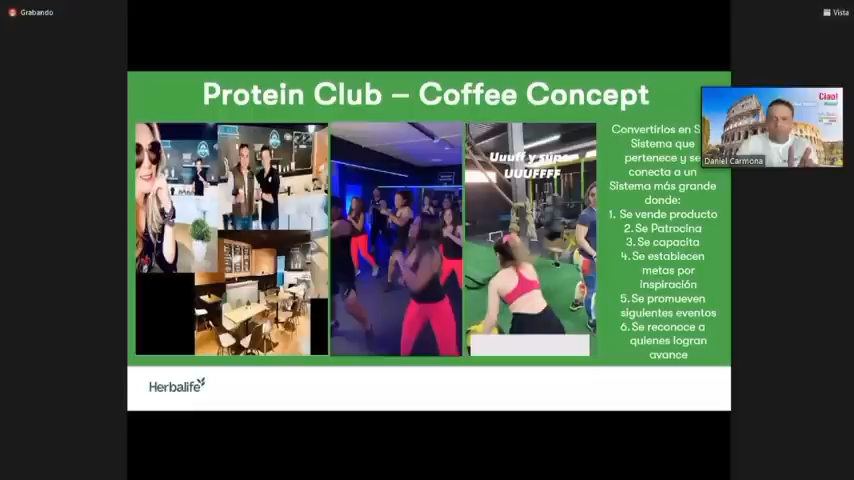 Grabando
Vista
Protein Club – Coffee Concept
Ciao!
Daniel Carmona
Uuuff y super
UUUFFFF
Convertirlos en
Sistema que
pertenece y se
conecta a un
Sistema más grande
donde:
1. Se vende producto
2. Se Patrocina
3. Se capacita
4. Se establecen
metas por
inspiración
5. Se promueven
siguientes eventos
6. Se reconoce a
quienes logran
avance
Herbalife